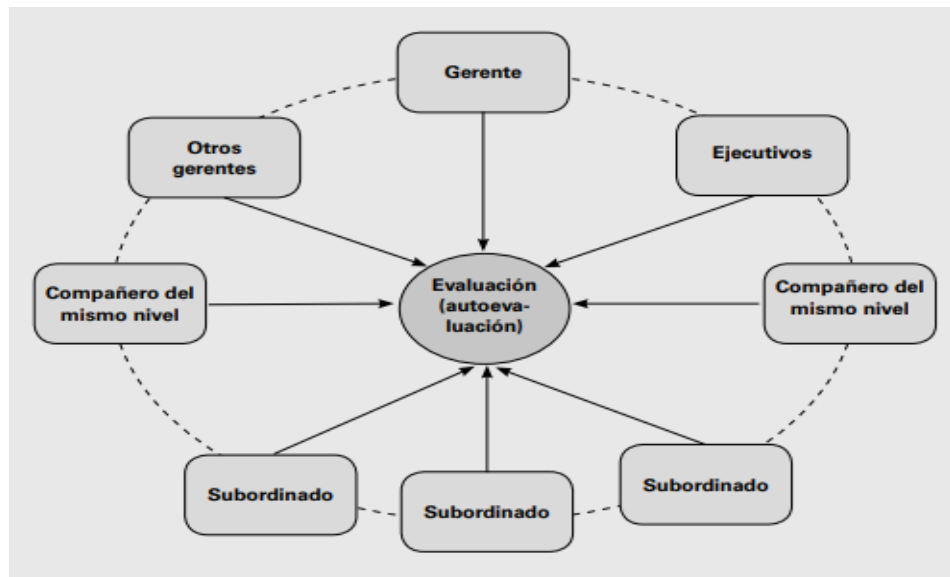 Gerente
Otros
gerentes
Ejecutivos
Compañero del
mismo nivel
Evaluación
(autoeva-
luación)
Compañero del
mismo nivel
Subordinado
Subordinado
Subordinado